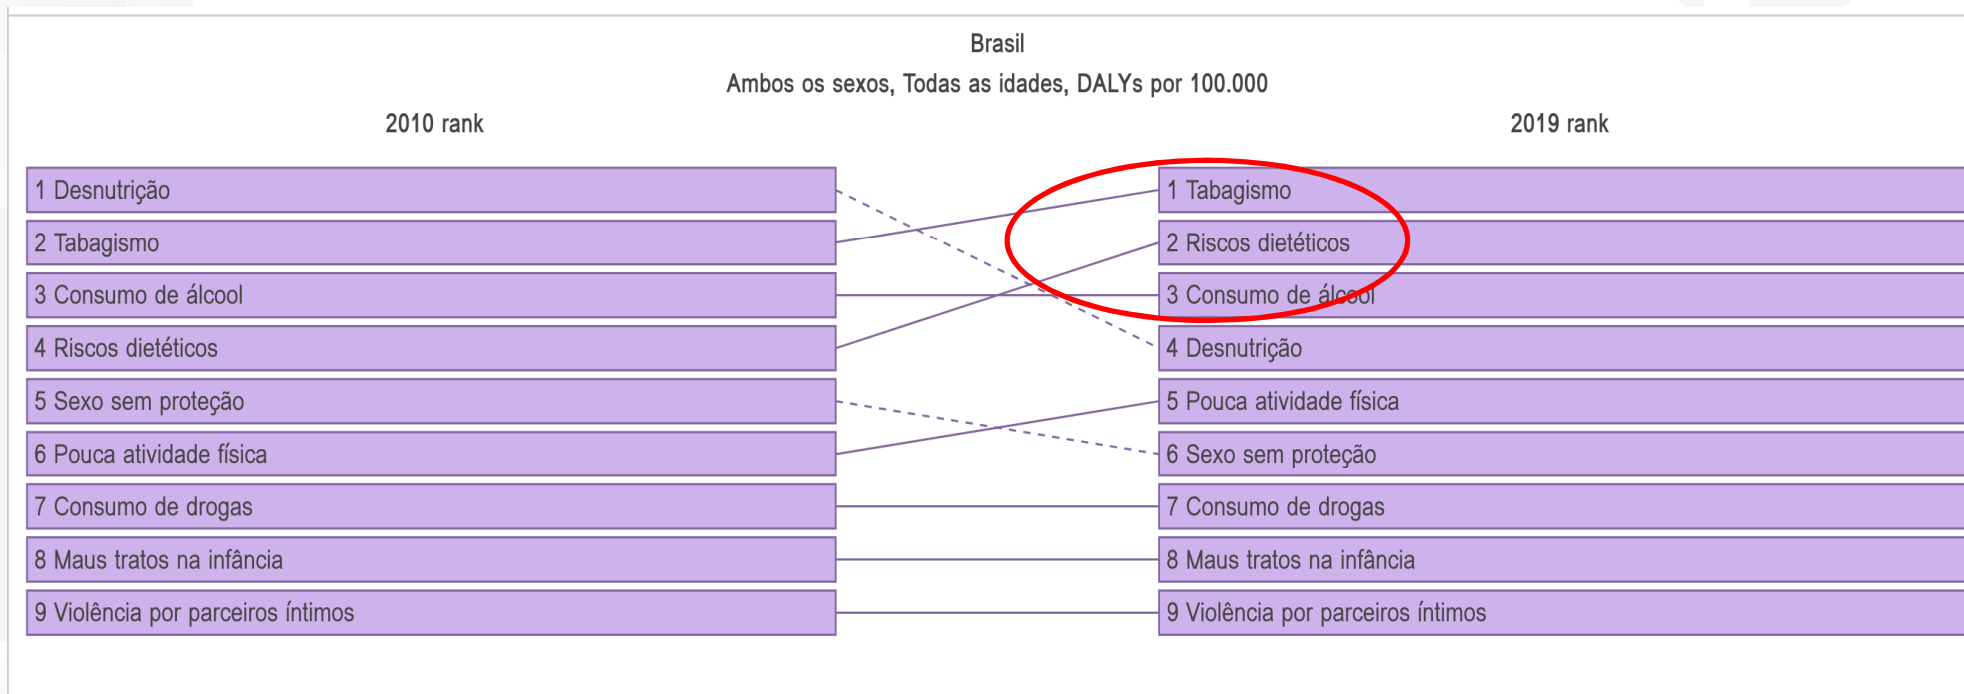 Brasil
Ambos os sexos, Todas as idades, DALYs por 100.000
2010 rank
2019 rank
1 Desnutrição
2 Tabagismo
3 Consumo de álcool
4 Riscos dietéticos
5 Sexo sem proteção
6 Pouca atividade física
7 Consumo de drogas
8 Maus tratos na infância
9 Violência por parceiros íntimos
1 Tabagismo
2 Riscos dietéticos
3 Consumo de álcool
4 Desnutrição
5 Pouca atividade física
6 Sexo sem proteção
7 Consumo de drogas
8 Maus tratos na infância
9 Violência por parceiros íntimos